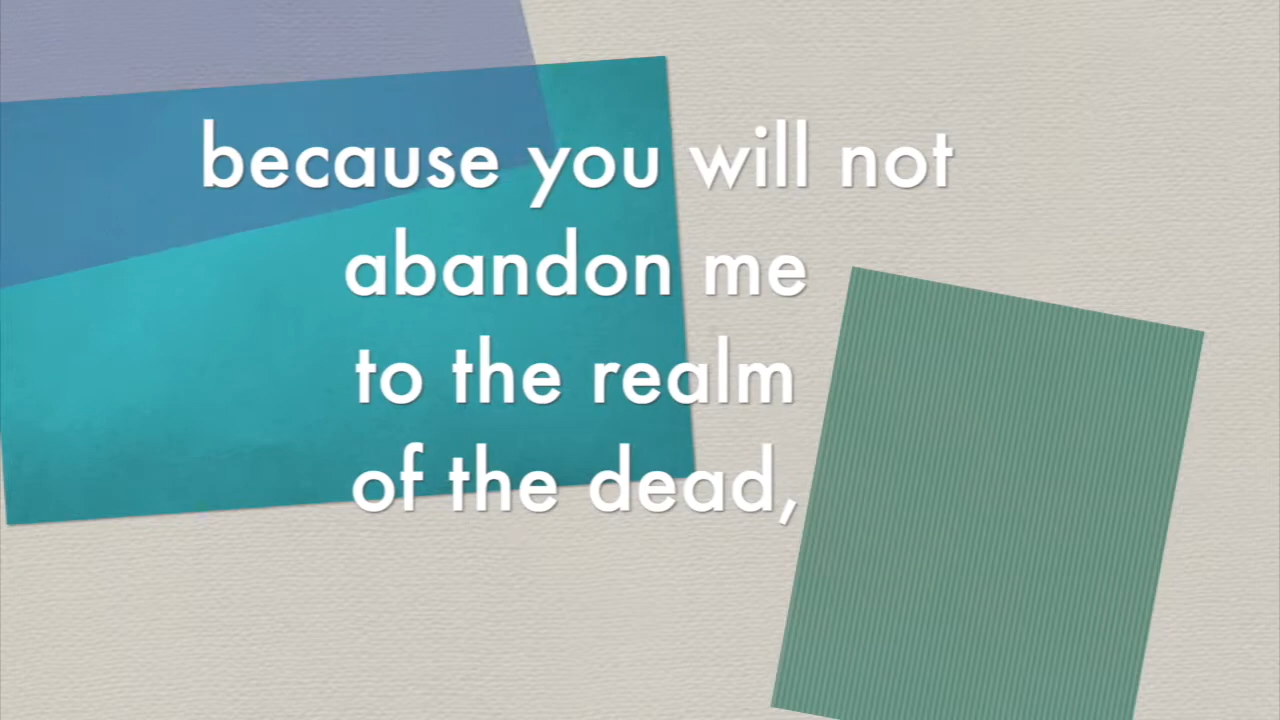 because you will not
abandon me
to the realm
of the dead,